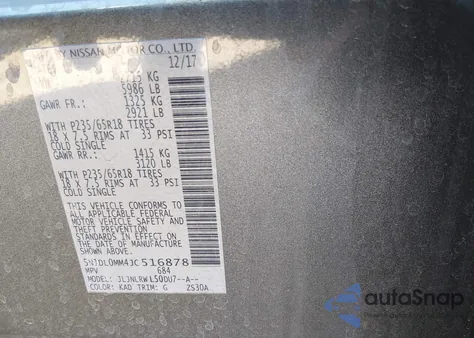 BY NISSAN MOTOR CO., LTD.
12/17
2715 KG
5986 LB
GAWR FR.: 1325 KG
2921 LB
WITH P235/65R18 TIRES
18 X 7.5 RIMS AT 33 PSI
COLD SINGLE
GAWR RR.: 1415 KG
3120 LB
WITH P235/65R18 TIRES
18 X 7.5 RIMS AT 33 PSI
COLD SINGLE
THIS VEHICLE CONFORMS TO ALL
APPLICABLE FEDERAL MOTOR VEHICLE
SAFETY AND THEFT PREVENTION
STANDARDS IN EFFECT ON THE DATE OF
MANUFACTURE SHOWN ABOVE.
MPV 684
MODEL:
COLOR: KAD TRIM: G ZS30A
autoSnap